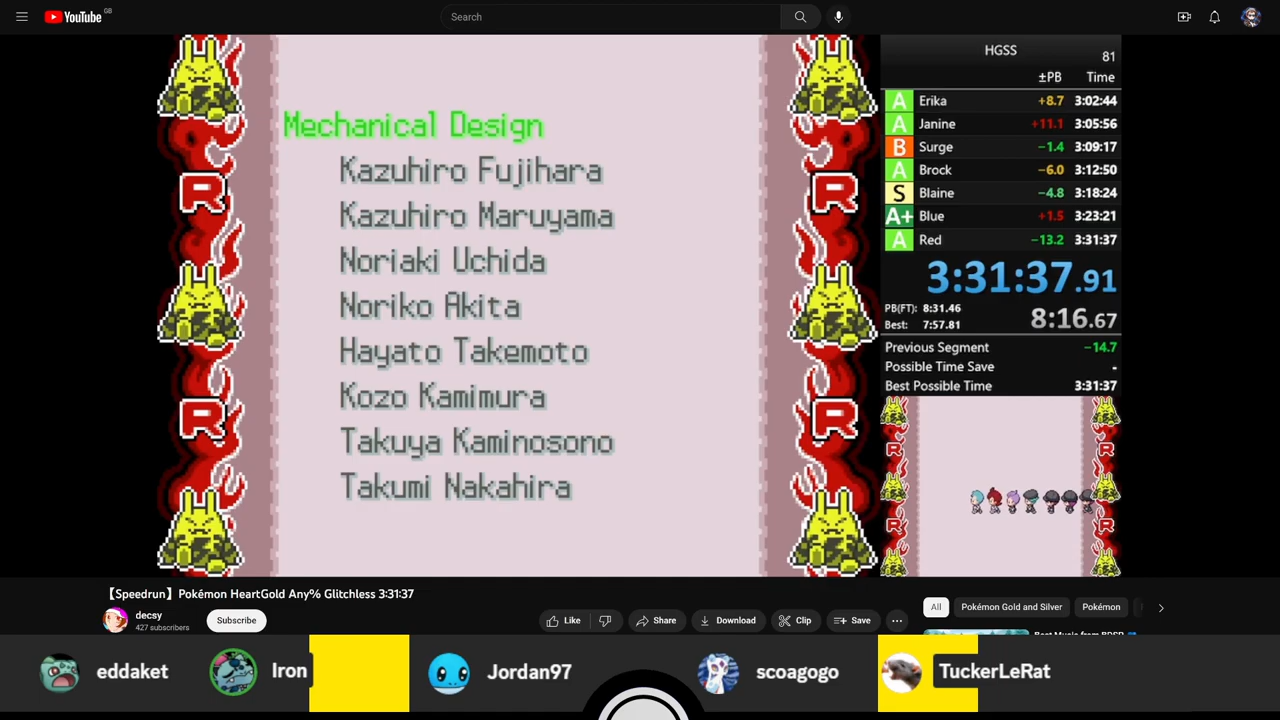 YouTube GB
Search
Mechanical Design
Kazuhiro Fujihara
Kazuhiro Maruyama
Noriaki Uchida
Noriko Akita
Hayato Takemoto
Kozo Kamimura
Takuya Kaminosono
Takumi Nakahira
R R
R R
HGSS
81
±PB Time
A Erika +8.7 3:02:44
A Janine +11.1 3:05:56
B Surge −1.4 3:09:17
A Brock −6.0 3:12:50
S Blaine −4.8 3:18:24
A+ Blue +1.5 3:23:21
A Red −13.2 3:31:37
3:31:37.91
PB(FT): 8:31.46
Best: 7:57.81
8:16.67
Previous Segment −14.7
Possible Time Save -
Best Possible Time 3:31:37
R R
R R
【Speedrun】Pokémon HeartGold Any% Glitchless 3:31:37
decsy
427 subscribers
Subscribe
Like Share Download Clip Save
All Pokémon Gold and Silver Pokémon
eddaket Iron Jordan97 scoagogo TuckerLeRat